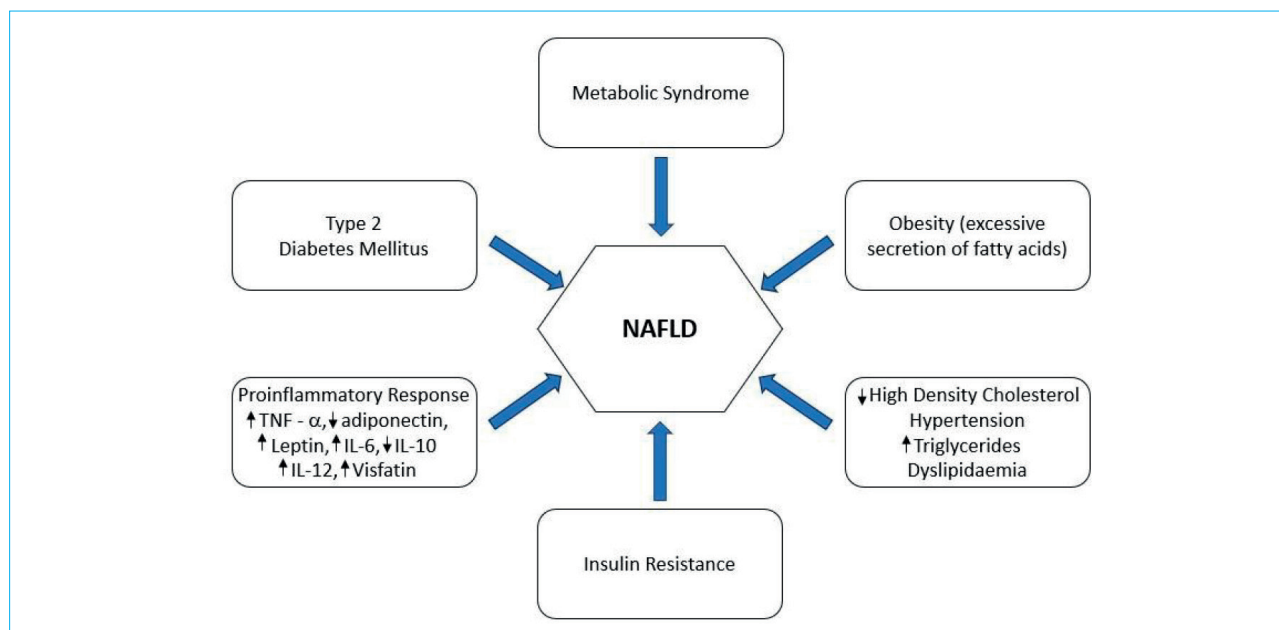 Metabolic Syndrome
Type 2
Diabetes Mellitus
Obesity (excessive
secretion of fatty acids)
NAFLD
Proinflammatory Response
↑TNF - α,↓adiponectin,
↑Leptin,↑IL-6,↓IL-10
↑IL-12,↑Visfatin
↓High Density Cholesterol
Hypertension
↑Triglycerides
Dyslipidaemia
Insulin Resistance